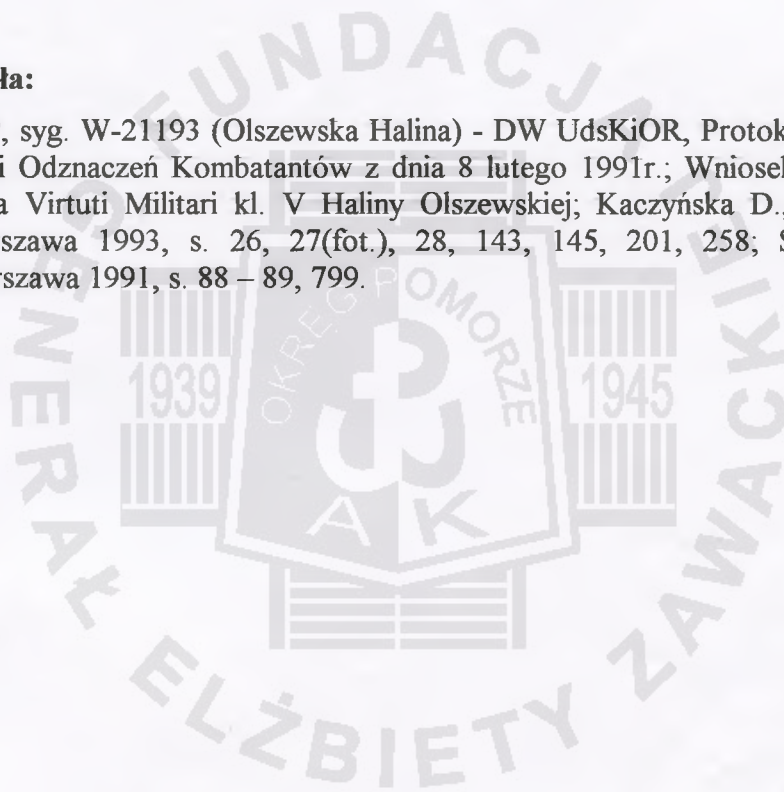 ła:
, syg. W-21193 (Olszewska Halina) - DW UdsKiOR, Protok
i Odznaczeń Kombatantów z dnia 8 lutego 1991r.; Wniosel
a Virtuti Militari kl. V Haliny Olszewskiej; Kaczyńska D.,
szawa 1993, s. 26, 27(fot.), 28, 143, 145, 201, 258; S
rszawa 1991, s. 88 – 89, 799.
FUNDACJA
GENERAŁ ELŻBIETY ZAWACKIEJ
OKRĘG POMORZE
1939
1945
AK